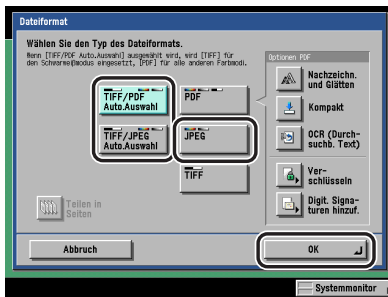 Dateiformat
Wählen Sie den Typ des Dateiformats.
Wenn [TIFF/PDF Auto.Auswahl] ausgewählt wird, wird [TIFF] für
den Schwarzweißmodus eingesetzt, [PDF] für alle anderen Farbmodi.
Optionen PDF
TIFF/PDF
Auto.Auswahl
PDF
Nachzeichn.
und Glätten
Kompakt
TIFF/JPEG
Auto.Auswahl
JPEG
OCR (Durch-
suchb. Text)
TIFF
Ver-
schlüsseln
Teilen in
Seiten
Digit. Signa-
turen hinzuf.
Abbruch
OK
Systemmonitor